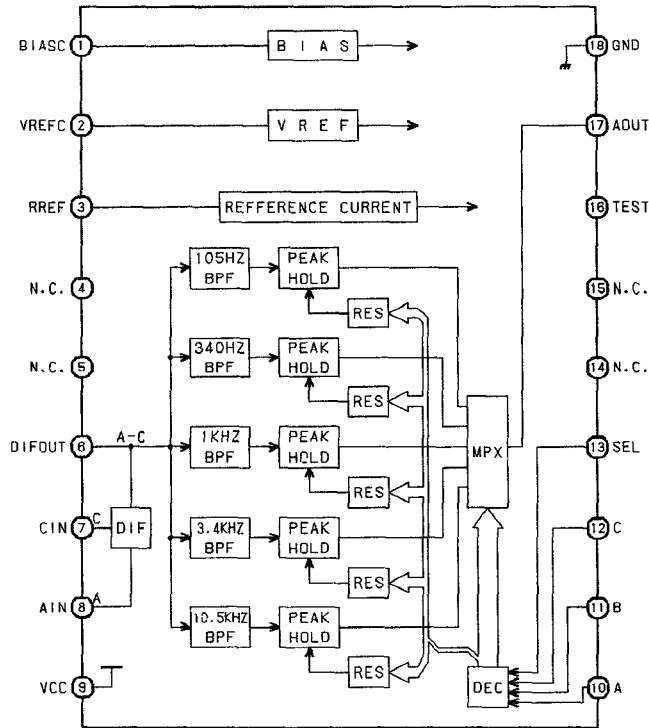 BIASC 1 BIAS 18 GND
VREFC 2 VREF 17 AOUT
RREF 3 REFFERENCE CURRENT 16 TEST
105HZ BPF PEAK HOLD
N.C. 4 RES 15 N.C.
340HZ BPF PEAK HOLD
N.C. 5 RES 14 N.C.
DIFOUT 6 A-C 1KHZ BPF PEAK HOLD MPX 13 SEL
RES
CIN 7 C DIF 3.4KHZ BPF PEAK HOLD 12 C
RES
AIN 8 A 10.5KHZ BPF PEAK HOLD 11 B
RES
VCC 9 DEC 10 A